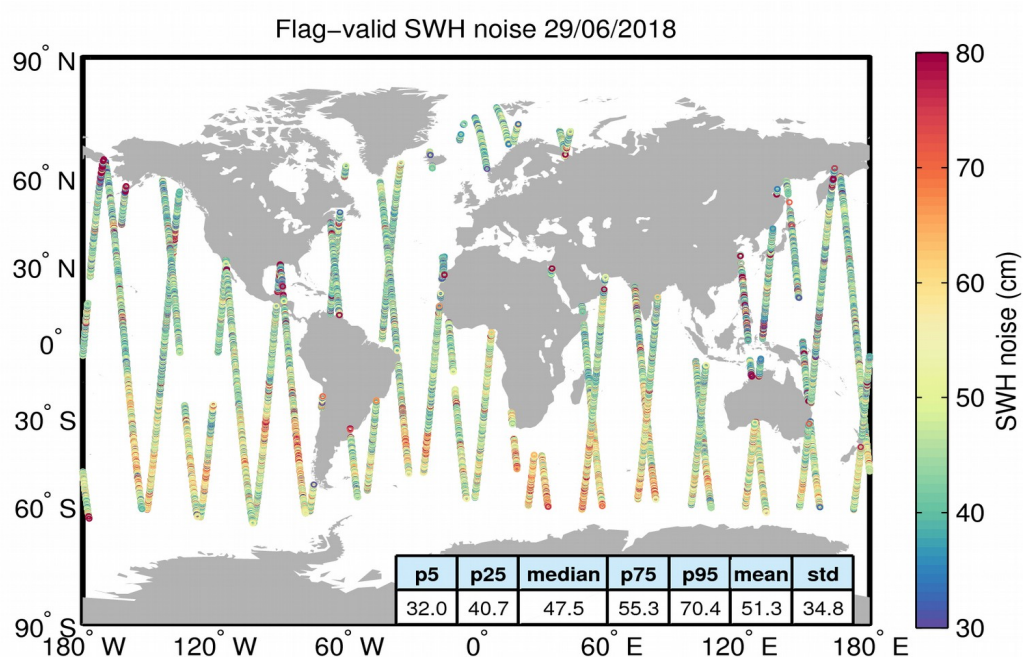 Flag−valid SWH noise 29/06/2018
90° N
60° N
30° N
0°
30° S
60° S
90° S
180° W
120° W
60° W
0°
60° E
120° E
180° E
80
70
60
50
40
30
SWH noise (cm)
p5 p25 median p75 p95 mean std
32.0 40.7 47.5 55.3 70.4 51.3 34.8